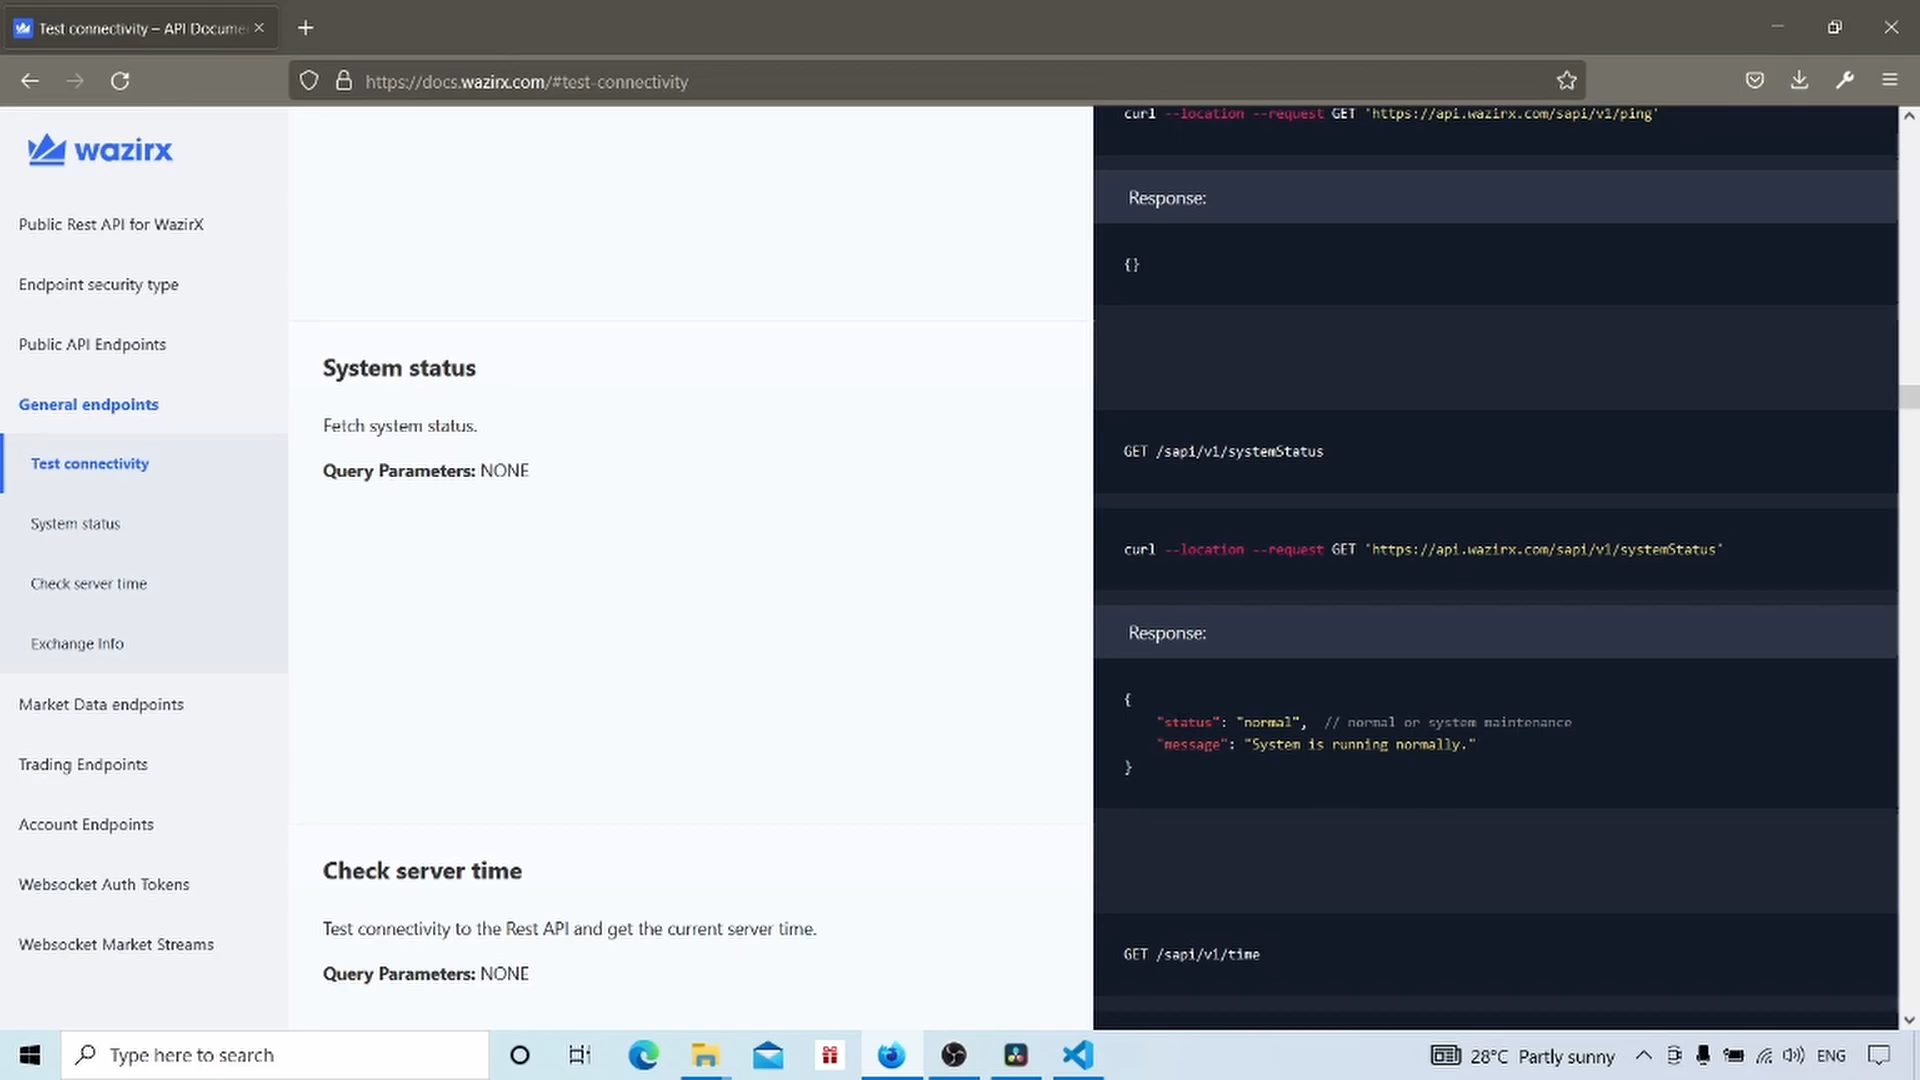 Test connectivity – API Docume
https://docs.wazirx.com/#test-connectivity
wazirx
Public Rest API for WazirX
Endpoint security type
Public API Endpoints
General endpoints
Test connectivity
System status
Check server time
Exchange Info
Market Data endpoints
Trading Endpoints
Account Endpoints
Websocket Auth Tokens
Websocket Market Streams
System status
Fetch system status.
Query Parameters: NONE
Check server time
Test connectivity to the Rest API and get the current server time.
Query Parameters: NONE
curl --location --request GET 'https://api.wazirx.com/sapi/v1/ping'
Response:
{}
GET /sapi/v1/systemStatus
curl --location --request GET 'https://api.wazirx.com/sapi/v1/systemStatus'
Response:
{
"status": "normal", // normal or system maintenance
"message": "System is running normally."
}
GET /sapi/v1/time
Type here to search
28°C Partly sunny
ENG